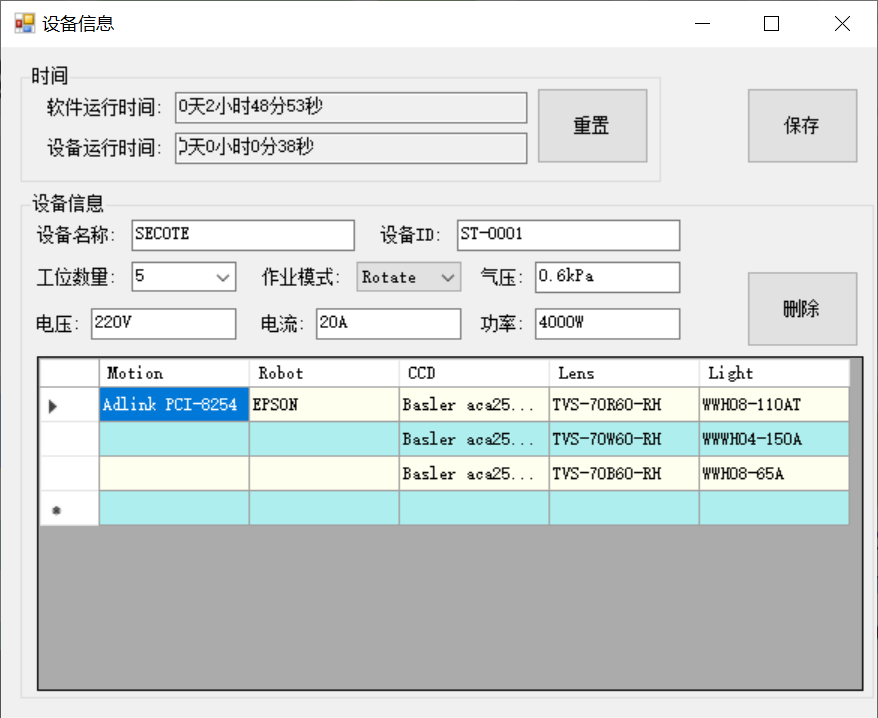 设备信息
时间
软件运行时间: 0天2小时48分53秒 重置 保存
设备运行时间: 0天0小时0分38秒
设备信息
设备名称: SECOTE 设备ID: ST-0001
工位数量: 5 作业模式: Rotate 气压: 0.6kPa
删除
电压: 220V 电流: 20A 功率: 4000W
Motion Robot CCD Lens Light
Adlink PCI-8254 EPSON Basler aca25... TVS-70R60-RH WWH08-110AT
Basler aca25... TVS-70W60-RH WWWH04-150A
Basler aca25... TVS-70B60-RH WWH08-65A